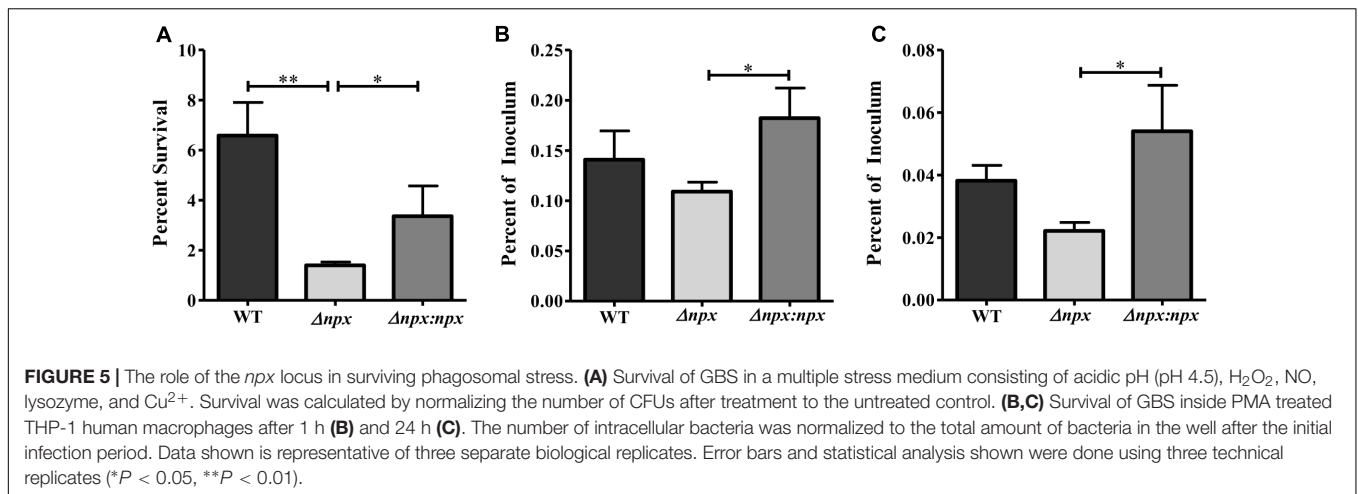 A
B
C
10
8
6
4
2
0
Percent Survival
**
*
WT
Δnpx
Δnpx:npx
0.25
0.20
0.15
0.10
0.05
0.00
Percent of Inoculum
*
WT
Δnpx
Δnpx:npx
0.08
0.06
0.04
0.02
0.00
Percent of Inoculum
*
WT
Δnpx
Δnpx:npx
FIGURE 5 | The role of the npx locus in surviving phagosomal stress. (A) Survival of GBS in a multiple stress medium consisting of acidic pH (pH 4.5), H₂O₂, NO,
lysozyme, and Cu²⁺. Survival was calculated by normalizing the number of CFUs after treatment to the untreated control. (B,C) Survival of GBS inside PMA treated
THP-1 human macrophages after 1 h (B) and 24 h (C). The number of intracellular bacteria was normalized to the total amount of bacteria in the well after the initial
infection period. Data shown is representative of three separate biological replicates. Error bars and statistical analysis shown were done using three technical
replicates (*P < 0.05, **P < 0.01).